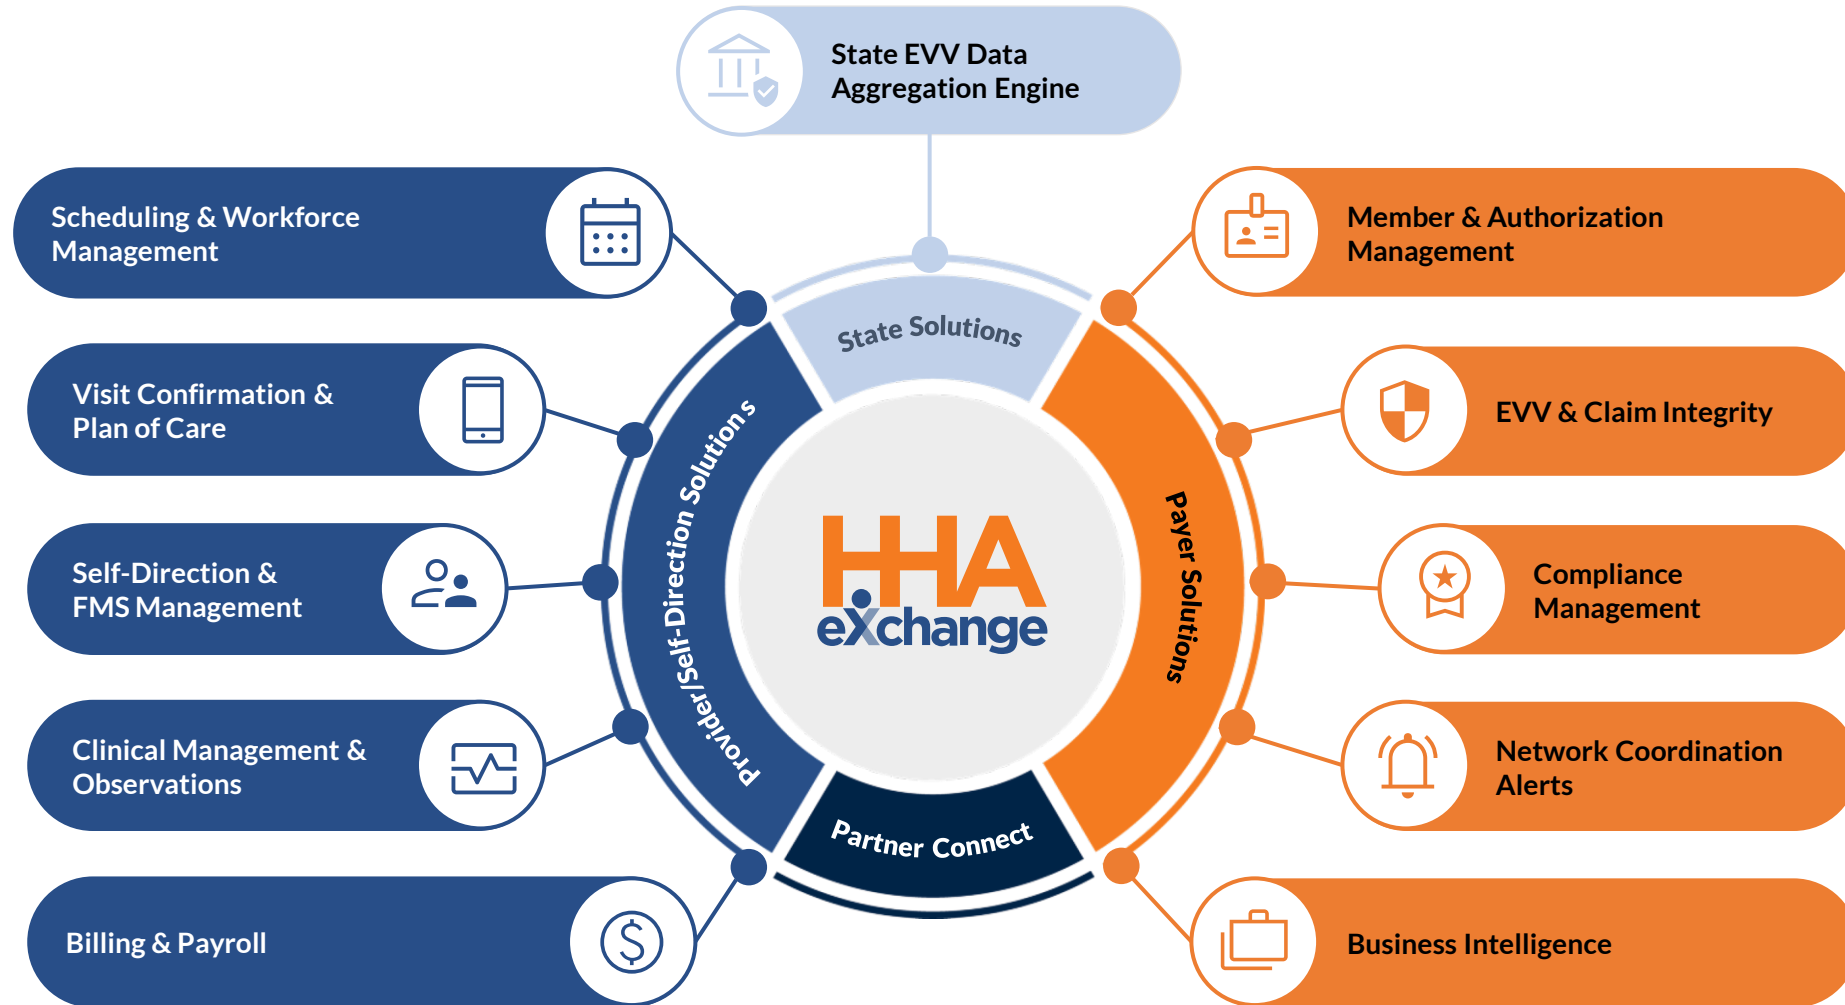 State EVV Data
Aggregation Engine
Scheduling & Workforce
Management
Visit Confirmation &
Plan of Care
Self-Direction &
FMS Management
Clinical Management &
Observations
Billing & Payroll
State Solutions
Provider/Self-Direction Solutions
HHA
eXchange
Payer Solutions
Partner Connect
Member & Authorization
Management
EVV & Claim Integrity
Compliance
Management
Network Coordination
Alerts
Business Intelligence